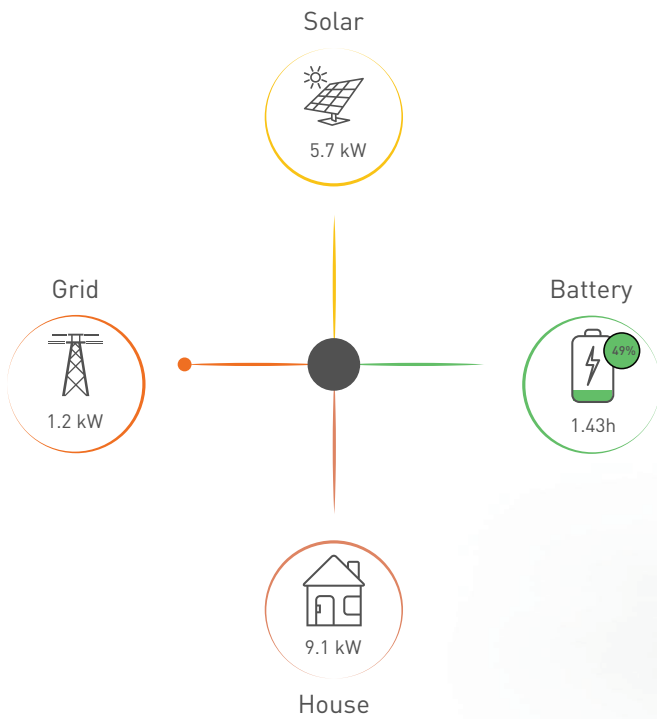 Solar
5.7 kW
Grid
1.2 kW
Battery
49%
1.43h
9.1 kW
House